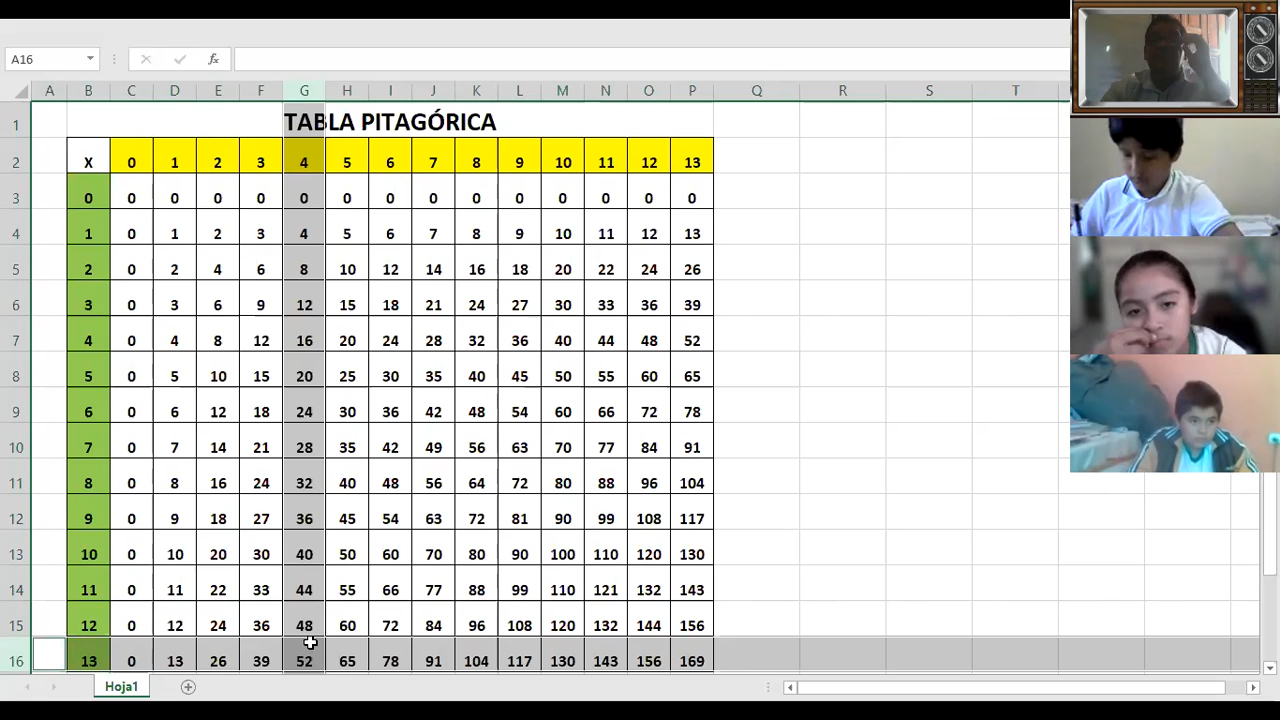 A16
fx
A B C D E F G H I J K L M N O P Q R S T
1 TABLA PITAGÓRICA
2 X 0 1 2 3 4 5 6 7 8 9 10 11 12 13
3 0 0 0 0 0 0 0 0 0 0 0 0 0 0 0
4 1 0 1 2 3 4 5 6 7 8 9 10 11 12 13
5 2 0 2 4 6 8 10 12 14 16 18 20 22 24 26
6 3 0 3 6 9 12 15 18 21 24 27 30 33 36 39
7 4 0 4 8 12 16 20 24 28 32 36 40 44 48 52
8 5 0 5 10 15 20 25 30 35 40 45 50 55 60 65
9 6 0 6 12 18 24 30 36 42 48 54 60 66 72 78
10 7 0 7 14 21 28 35 42 49 56 63 70 77 84 91
11 8 0 8 16 24 32 40 48 56 64 72 80 88 96 104
12 9 0 9 18 27 36 45 54 63 72 81 90 99 108 117
13 10 0 10 20 30 40 50 60 70 80 90 100 110 120 130
14 11 0 11 22 33 44 55 66 77 88 99 110 121 132 143
15 12 0 12 24 36 48 60 72 84 96 108 120 132 144 156
16 13 0 13 26 39 52 65 78 91 104 117 130 143 156 169
Hoja1